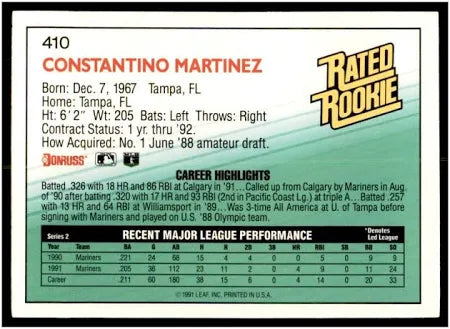 410
CONSTANTINO MARTINEZ
RATED ROOKIE
Born: Dec. 7, 1967 Tampa, FL
Home: Tampa, FL
Ht: 6' 2" Wt: 205 Bats: Left Throws: Right
Contract Status: 1 yr. thru '92.
How Acquired: No. 1 June '88 amateur draft.
DONRUSS
CAREER HIGHLIGHTS
Batted .326 with 18 HR and 86 RBI at Calgary in '91...Called up from Calgary by Mariners in Aug.
of '90 after batting .320 with 17 HR and 93 RBI (2nd in Pacific Coast Lg.) at triple A... Batted .257
with 13 HR and 64 RBI at Williamsport in '89...Was 3-time All America at U. of Tampa before
signing with Mariners and played on U.S. '88 Olympic team.
Series 2 RECENT MAJOR LEAGUE PERFORMANCE *Denotes Led League
Year Team BA G AB R H 2B 3B HR RBI SB BB SO
1990 Mariners .221 24 68 15 4 4 0 0 5 0 9 9
1991 Mariners .205 36 112 23 11 2 0 4 9 0 11 24
Career .211 60 180 38 15 6 0 4 14 0 20 33
© 1991 LEAF, INC. PRINTED IN U.S.A.